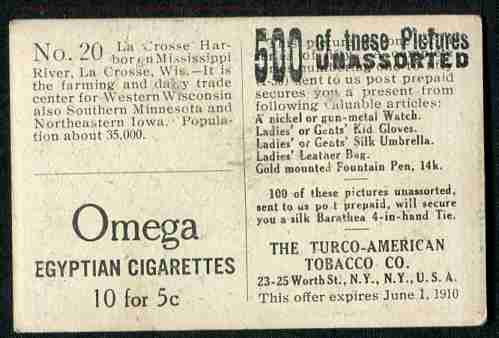 No. 20 La Crosse Har-
bor on Mississippi
River, La Crosse, Wis.—It is
the farming and dairy trade
center for Western Wisconsin
also Southern Minnesota and
Northeastern Iowa. Popula-
tion about 35,000.
Omega
EGYPTIAN CIGARETTES
10 for 5c
500 of these Pictures
UNASSORTED
sent to us post prepaid
secures you a present from
following valuable articles:
A nickel or gun-metal Watch.
Ladies' or Gents' Kid Gloves.
Ladies' or Gents' Silk Umbrella.
Ladies' Leather Bag.
Gold mounted Fountain Pen, 14k.
100 of these pictures unassorted,
sent to us post prepaid, will secure
you a silk Barathea 4-in-hand Tie.
THE TURCO-AMERICAN
TOBACCO CO.
23-25 Worth St., N.Y., N.Y., U.S.A.
This offer expires June 1, 1910